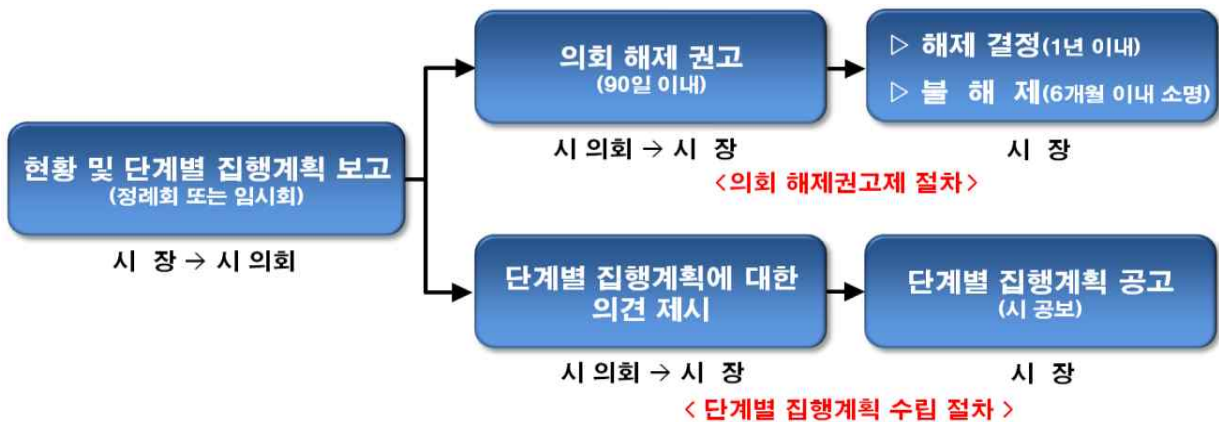 현황 및 단계별 집행계획 보고
(정례회 또는 임시회)
시 장 → 시 의회
의회 해제 권고
(90일 이내)
시 의회 → 시 장
▷ 해제 결정(1년 이내)
▷ 불 해 제(6개월 이내 소명)
시 장
<의회 해제권고제 절차>
단계별 집행계획에 대한
의견 제시
시 의회 → 시 장
단계별 집행계획 공고
(시 공보)
시 장
< 단계별 집행계획 수립 절차 >